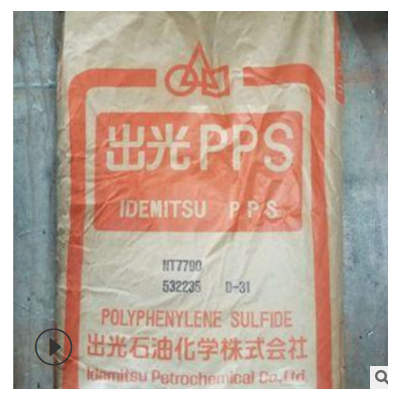 出光PPS
IDEMITSU PPS
NT7790
532235 D-31
POLYPHENYLENE SULFIDE
出光石油化学株式会社
Idemitsu Petrochemical Co.,Ltd.